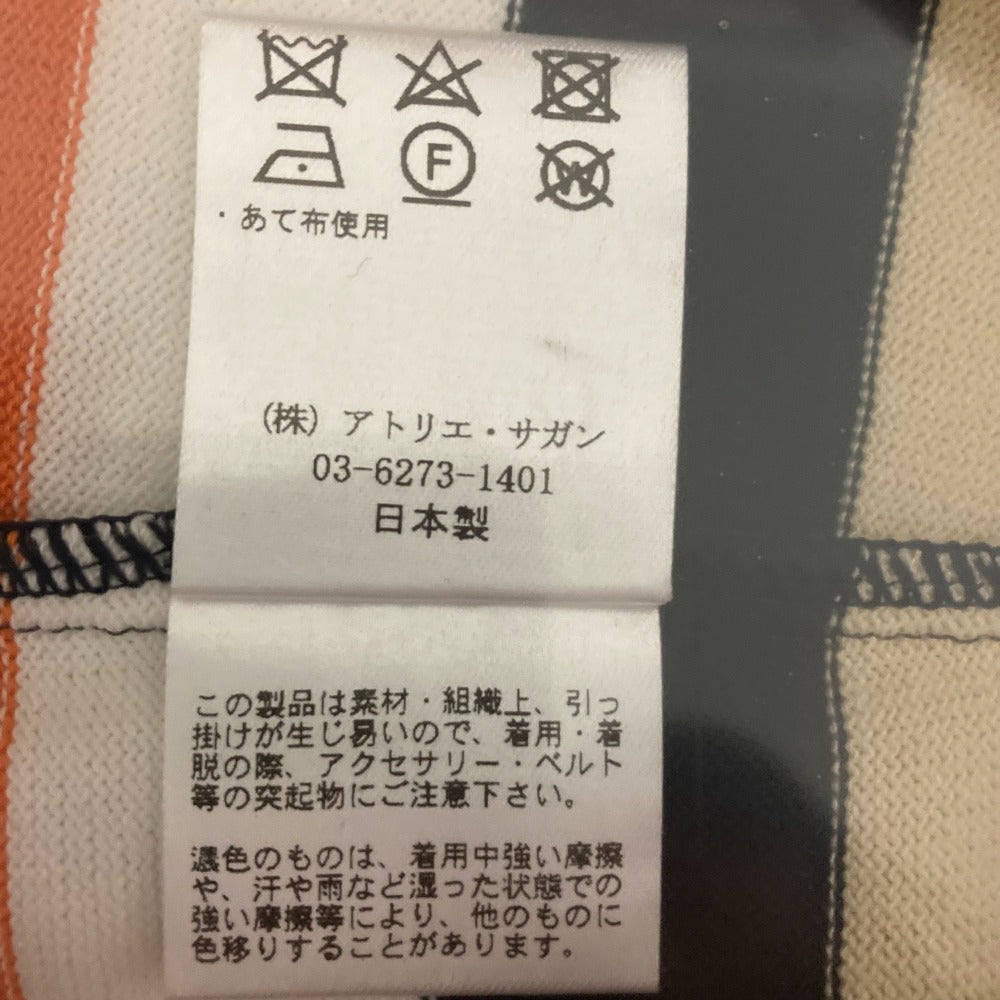 F
W
・あて布使用
(株)アトリエ・サガン
03-6273-1401
日本製
この製品は素材・組織上、引っ
掛けが生じ易いので、着用・着
脱の際、アクセサリー・ベルト
等の突起物にご注意下さい。
濃色のものは、着用中強い摩擦
や、汗や雨など湿った状態での
強い摩擦等により、他のものに
色移りすることがあります。